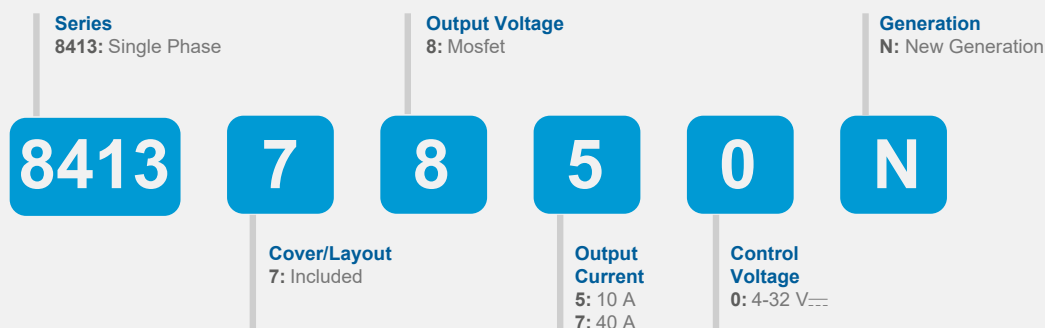 Series
8413: Single Phase
Output Voltage
8: Mosfet
Generation
N: New Generation
8413 7 8 5 0 N
Cover/Layout
7: Included
Output
Current
5: 10 A
7: 40 A
Control
Voltage
0: 4-32 V⎓